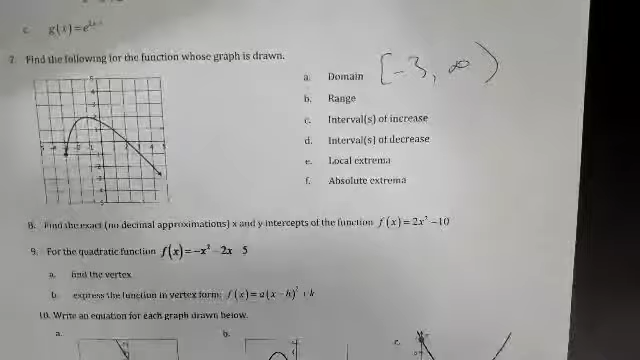 c. g(x)=e
7. Find the following for the function whose graph is drawn.
a. Domain [-3, ∞)
b. Range
c. Interval(s) of increase
d. Interval(s) of decrease
e. Local extrema
f. Absolute extrema
8. Find the exact (no decimal approximations) x and y intercepts of the function f(x)=2x²-10
9. For the quadratic function f(x)=-x²-2x 5
a. find the vertex
b. express the function in vertex form: f(x)=a(x-h)²+k
10. Write an equation for each graph drawn below.
a. b. c.